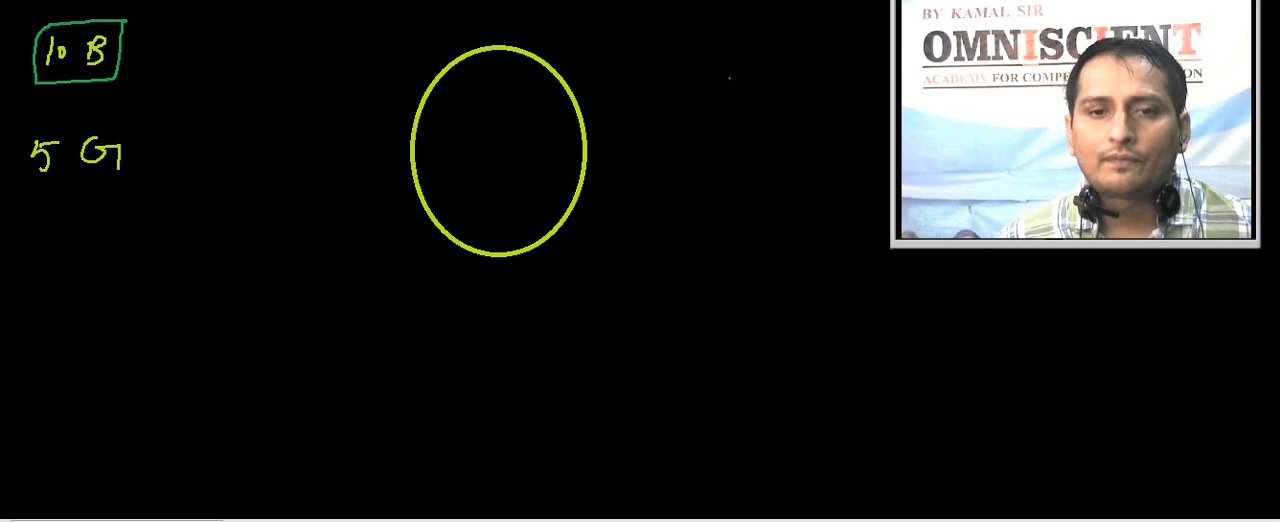 10 B
5 G
BY KAMAL SIR
OMNISCIENT
ACADEMY FOR COMPE
ON